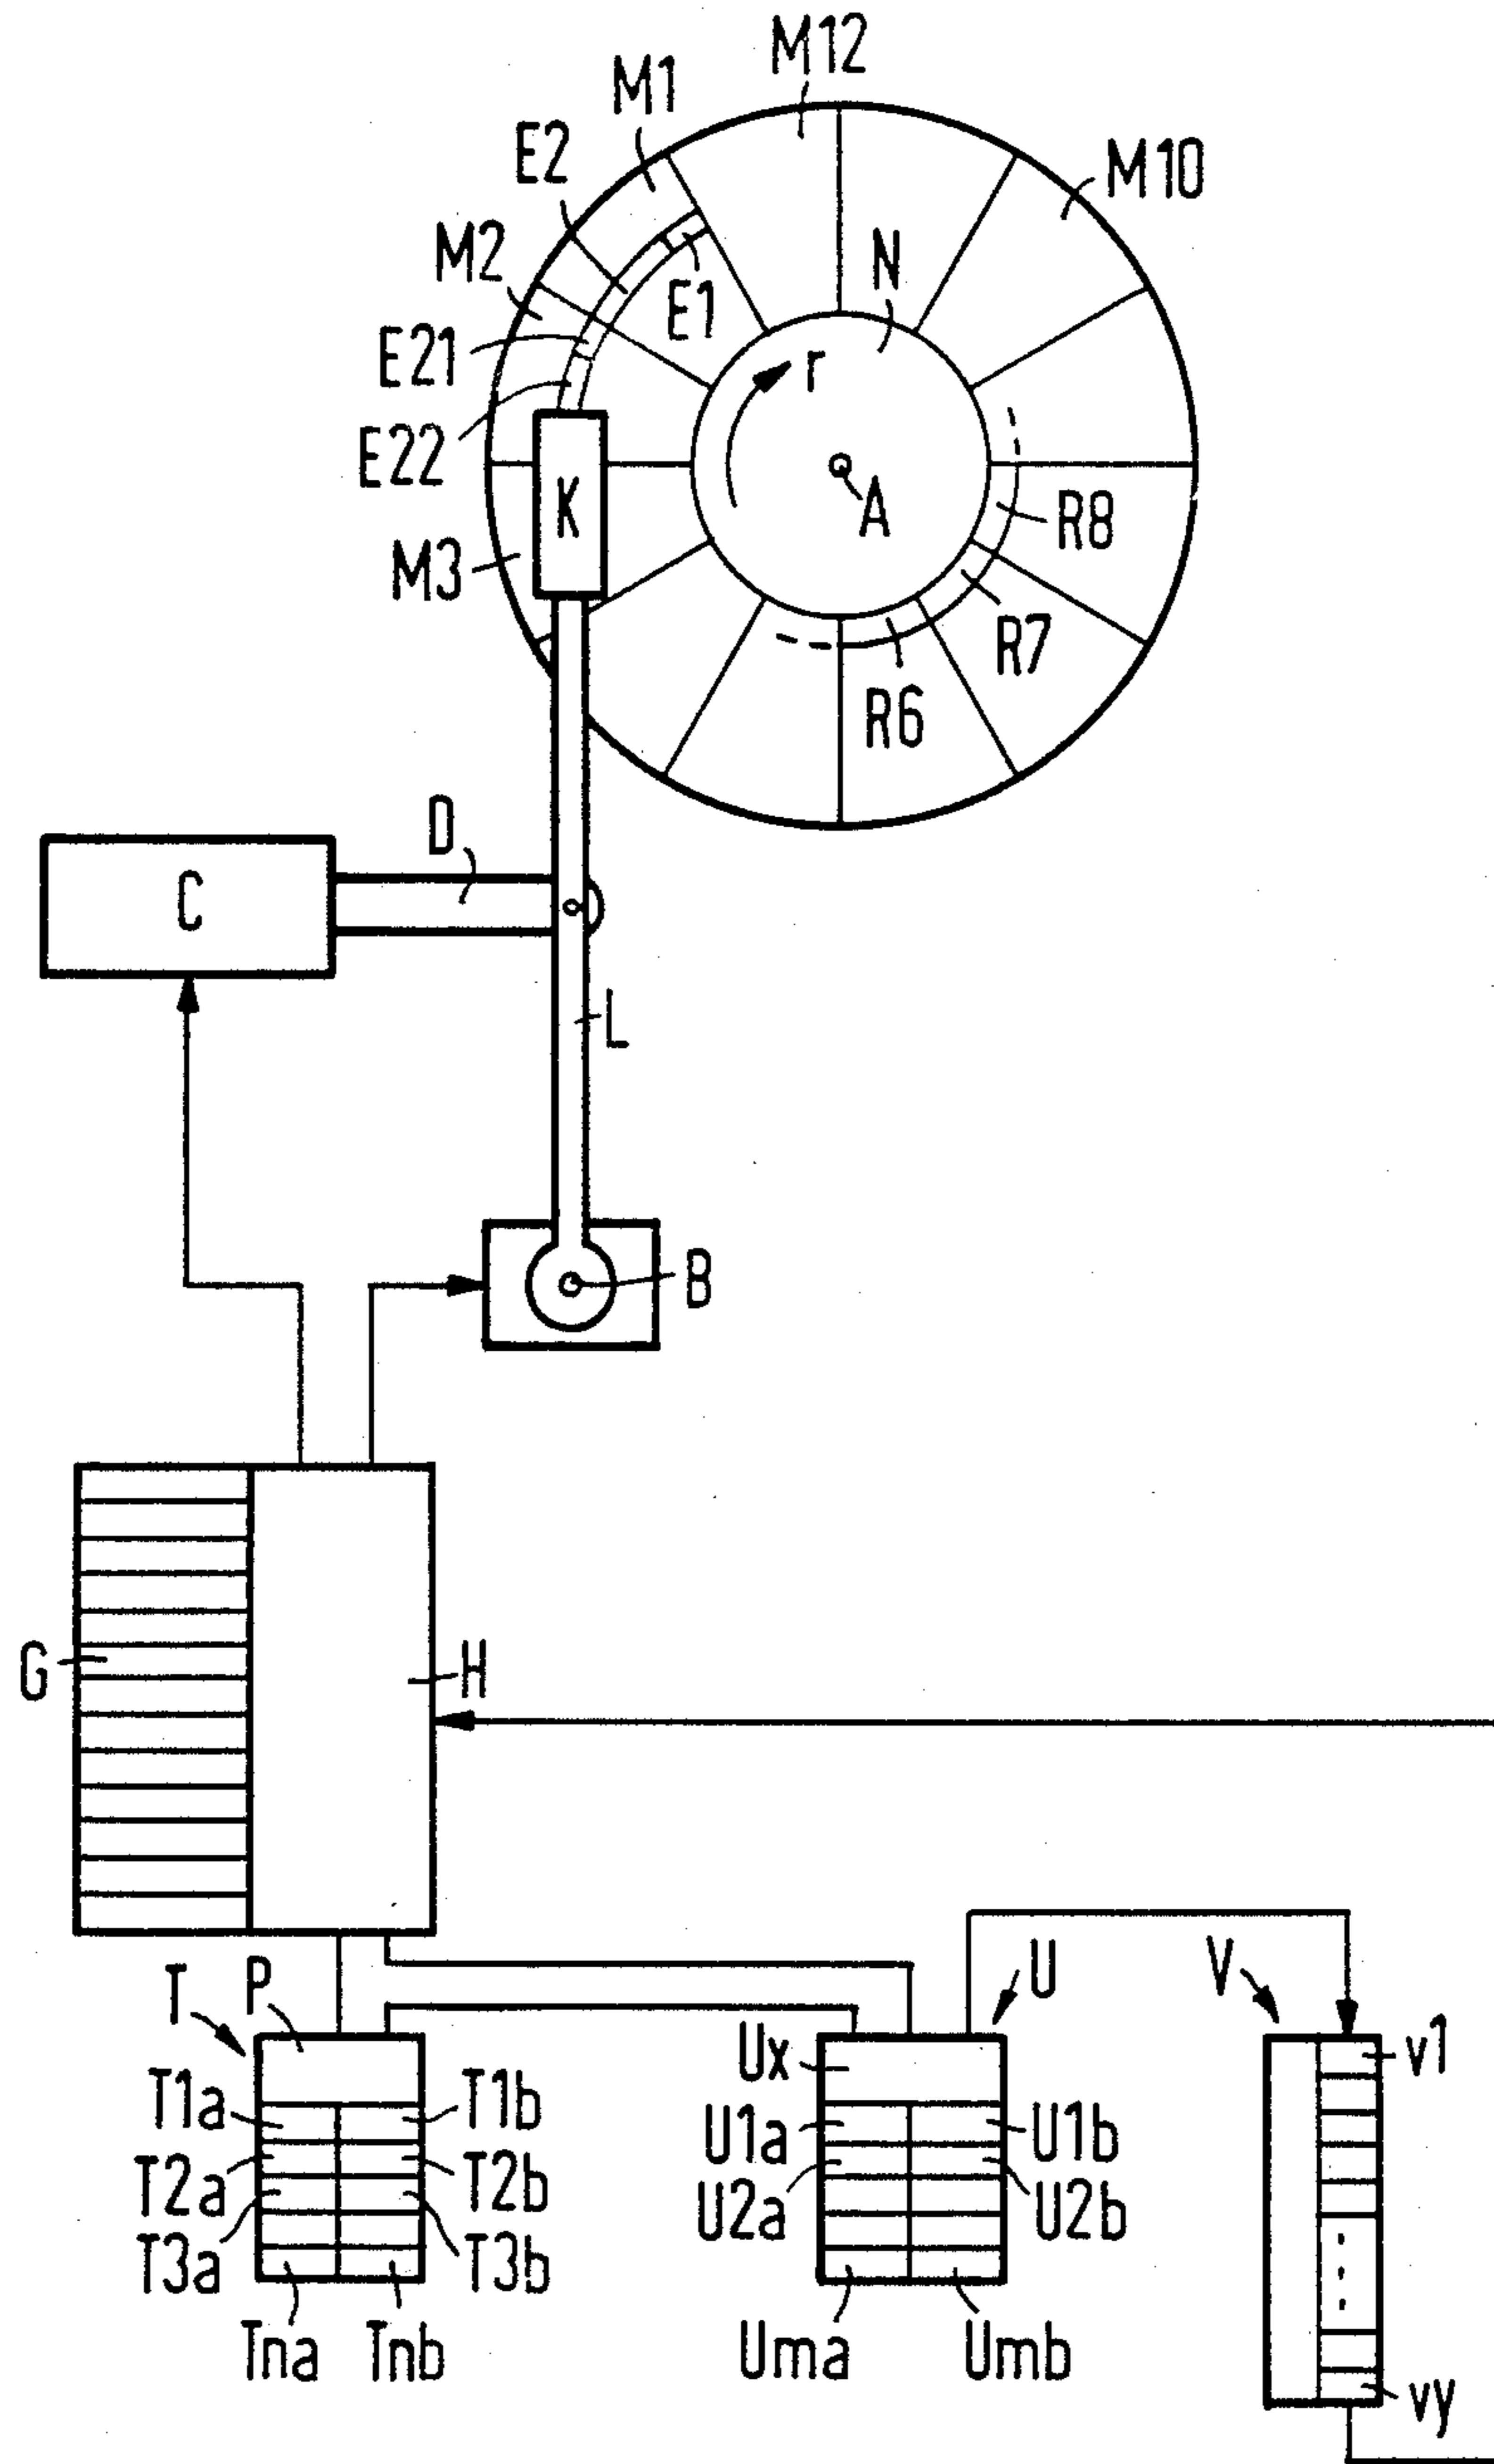 M12
M1
E2
M10
M2
N
E1
E21
r
E22
K
A
R8
M3
R7
R6
D
C
L
B
G
H
T
P
U
V
Ux
v1
T1a
T1b
U1a
U1b
T2a
T2b
U2a
U2b
T3a
T3b
Tna
Tnb
Uma
Umb
vy